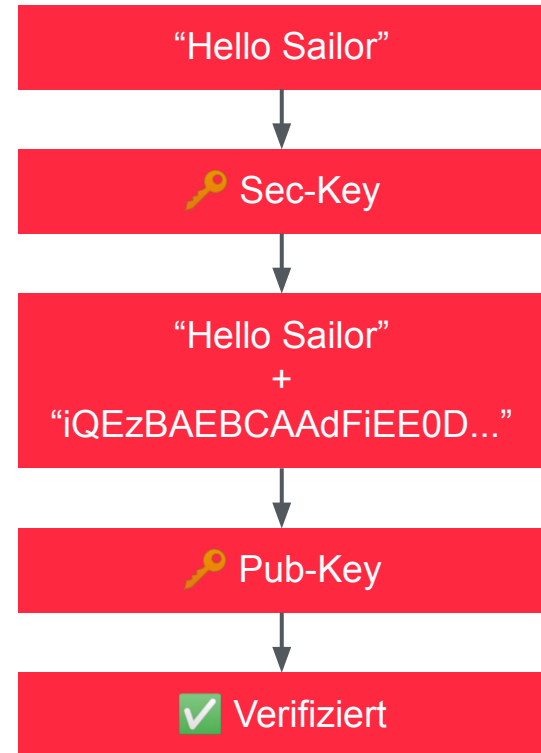 “Hello Sailor”
🔑 Sec-Key
“Hello Sailor”
+
“iQEzBAEBCAAdFiEE0D...”
🔑 Pub-Key
✅ Verifiziert